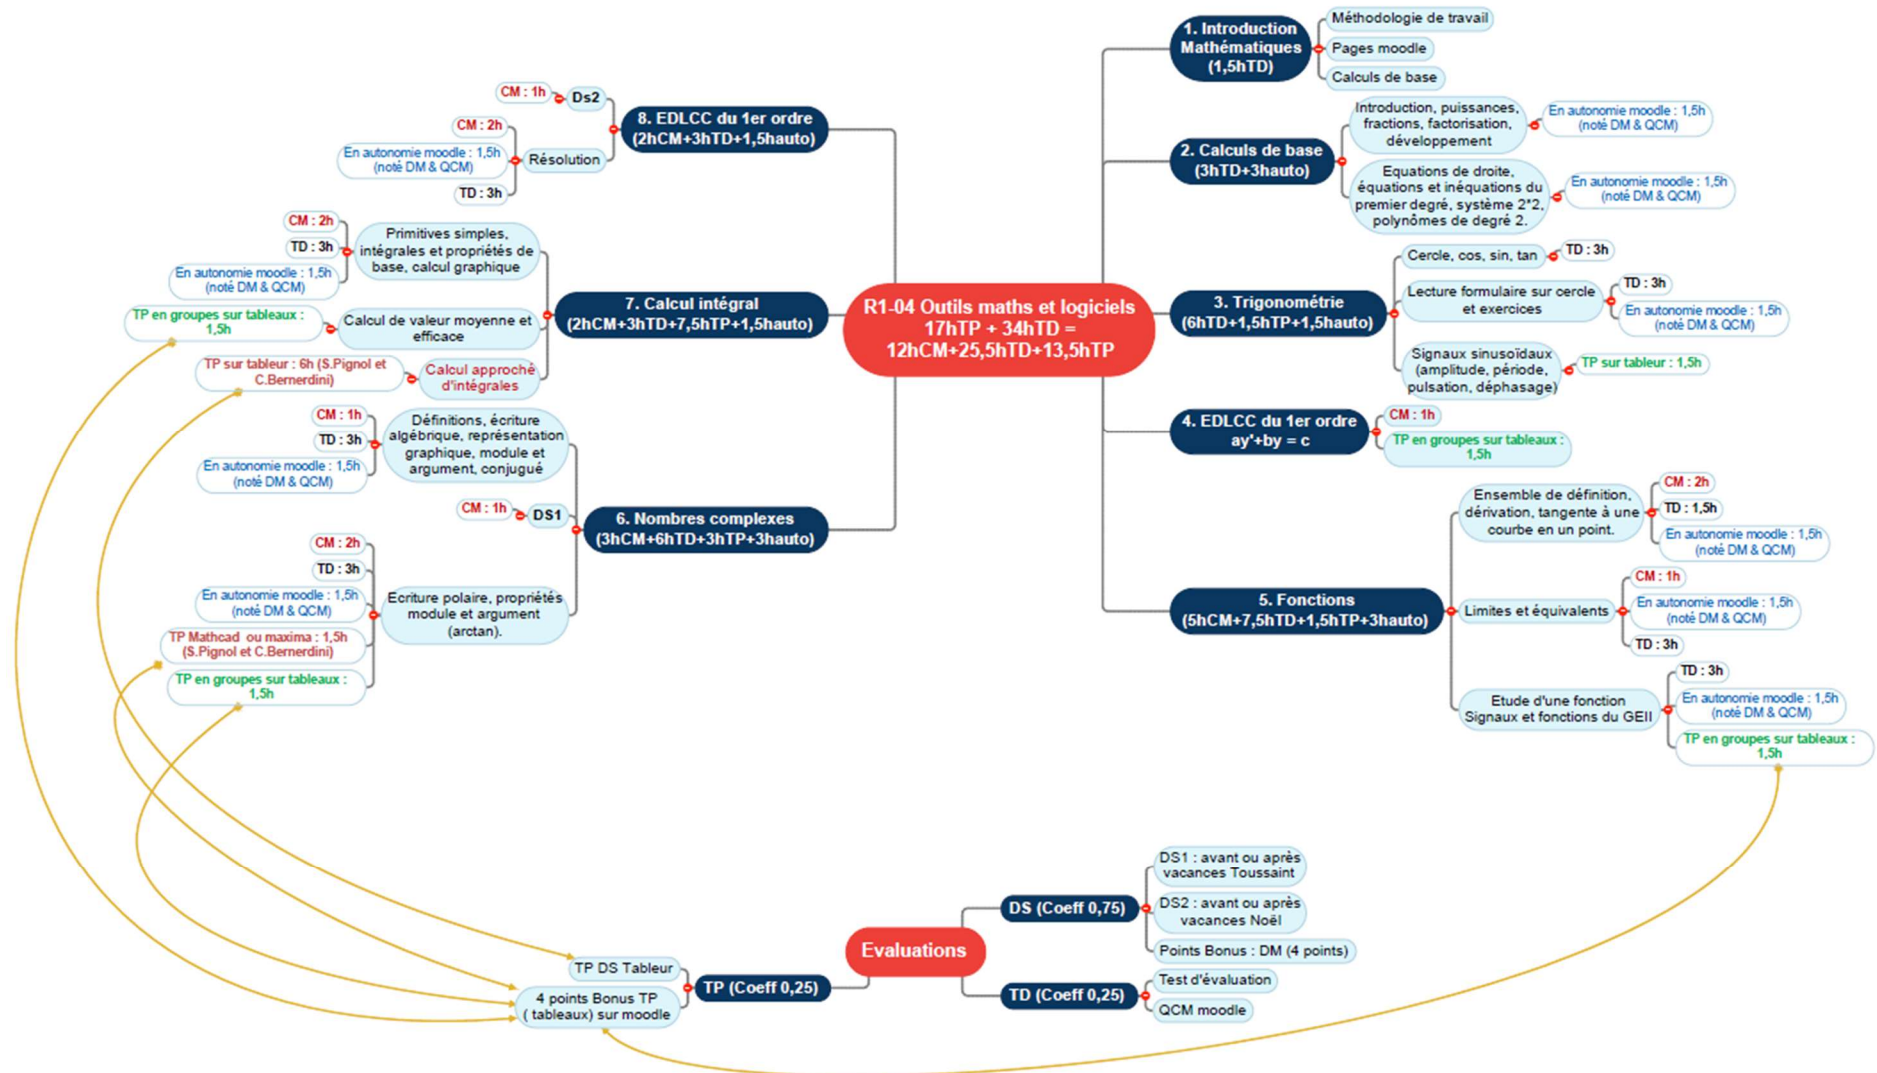 R1-04 Outils maths et logiciels
17hTP + 34hTD =
12hCM+25,5hTD+13,5hTP
1. Introduction
Mathématiques
(1,5hTD)
Méthodologie de travail
Pages moodle
Calculs de base
2. Calculs de base
(3hTD+3hauto)
Introduction, puissances,
fractions, factorisation,
développement
En autonomie moodle : 1,5h
(noté DM & QCM)
Equations de droite,
équations et inéquations du
premier degré, système 2*2,
polynômes de degré 2.
En autonomie moodle : 1,5h
(noté DM & QCM)
3. Trigonométrie
(6hTD+1,5hTP+1,5hauto)
Cercle, cos, sin, tan
TD : 3h
Lecture formulaire sur cercle
et exercices
TD : 3h
En autonomie moodle : 1,5h
(noté DM & QCM)
Signaux sinusoïdaux
(amplitude, période,
pulsation, déphasage)
TP sur tableur : 1,5h
4. EDLCC du 1er ordre
ay'+by = c
CM : 1h
TP en groupes sur tableaux :
1,5h
5. Fonctions
(5hCM+7,5hTD+1,5hTP+3hauto)
Ensemble de définition,
dérivation, tangente à une
courbe en un point.
CM : 2h
TD : 1,5h
En autonomie moodle : 1,5h
(noté DM & QCM)
Limites et équivalents
CM : 1h
En autonomie moodle : 1,5h
(noté DM & QCM)
TD : 3h
Etude d'une fonction
Signaux et fonctions du GEII
TD : 3h
En autonomie moodle : 1,5h
(noté DM & QCM)
TP en groupes sur tableaux :
1,5h
8. EDLCC du 1er ordre
(2hCM+3hTD+1,5hauto)
Ds2
CM : 1h
Résolution
CM : 2h
En autonomie moodle : 1,5h
(noté DM & QCM)
TD : 3h
7. Calcul intégral
(2hCM+3hTD+7,5hTP+1,5hauto)
Primitives simples,
intégrales et propriétés de
base, calcul graphique
CM : 2h
TD : 3h
En autonomie moodle : 1,5h
(noté DM & QCM)
Calcul de valeur moyenne et
efficace
TP en groupes sur tableaux :
1,5h
Calcul approché
d'intégrales
TP sur tableur : 6h (S.Pignol et
C.Bernerdini)
6. Nombres complexes
(3hCM+6hTD+3hTP+3hauto)
Définitions, écriture
algébrique, représentation
graphique, module et
argument, conjugué
CM : 1h
TD : 3h
En autonomie moodle : 1,5h
(noté DM & QCM)
DS1
CM : 1h
Ecriture polaire, propriétés
module et argument
(arctan).
CM : 2h
TD : 3h
En autonomie moodle : 1,5h
(noté DM & QCM)
TP Mathcad ou maxima : 1,5h
(S.Pignol et C.Bernerdini)
TP en groupes sur tableaux :
1,5h
Evaluations
DS (Coeff 0,75)
DS1 : avant ou après
vacances Toussaint
DS2 : avant ou après
vacances Noël
Points Bonus : DM (4 points)
TD (Coeff 0,25)
Test d'évaluation
QCM moodle
TP (Coeff 0,25)
TP DS Tableur
4 points Bonus TP
( tableaux) sur moodle